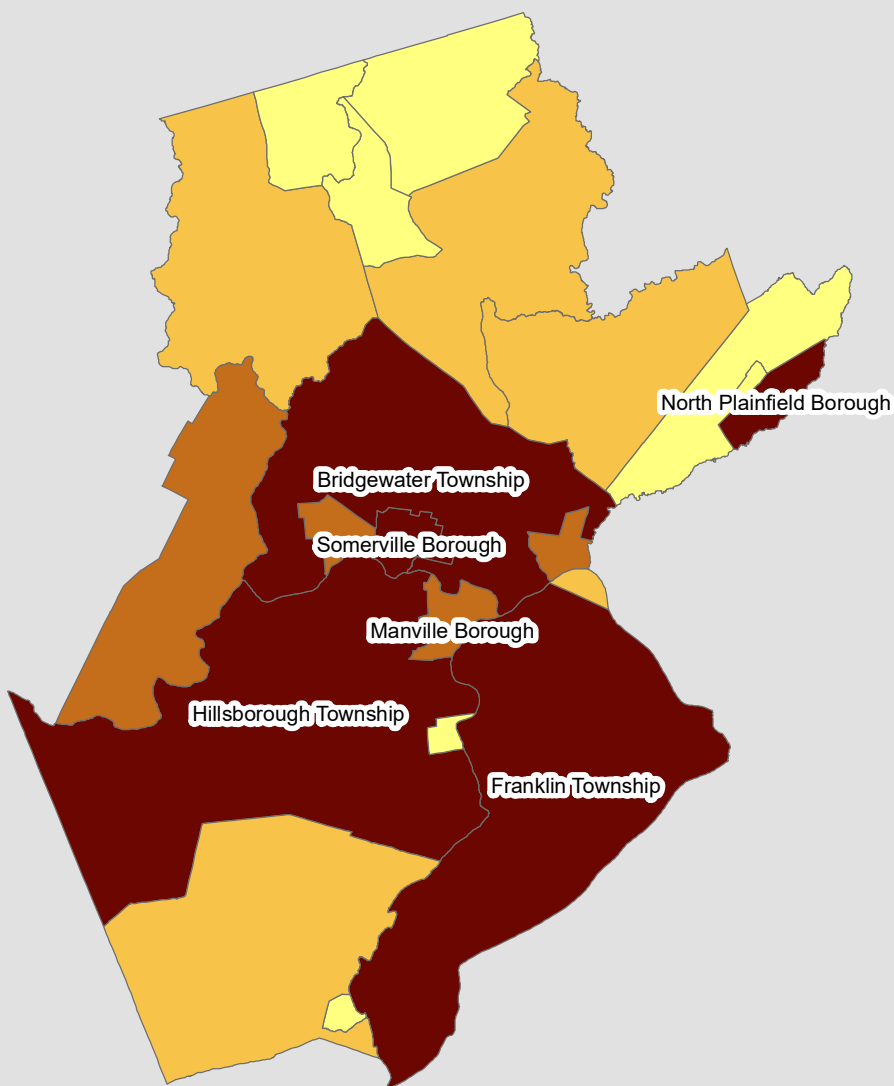 North Plainfield Borough
Bridgewater Township
Somerville Borough
Manville Borough
Hillsborough Township
Franklin Township